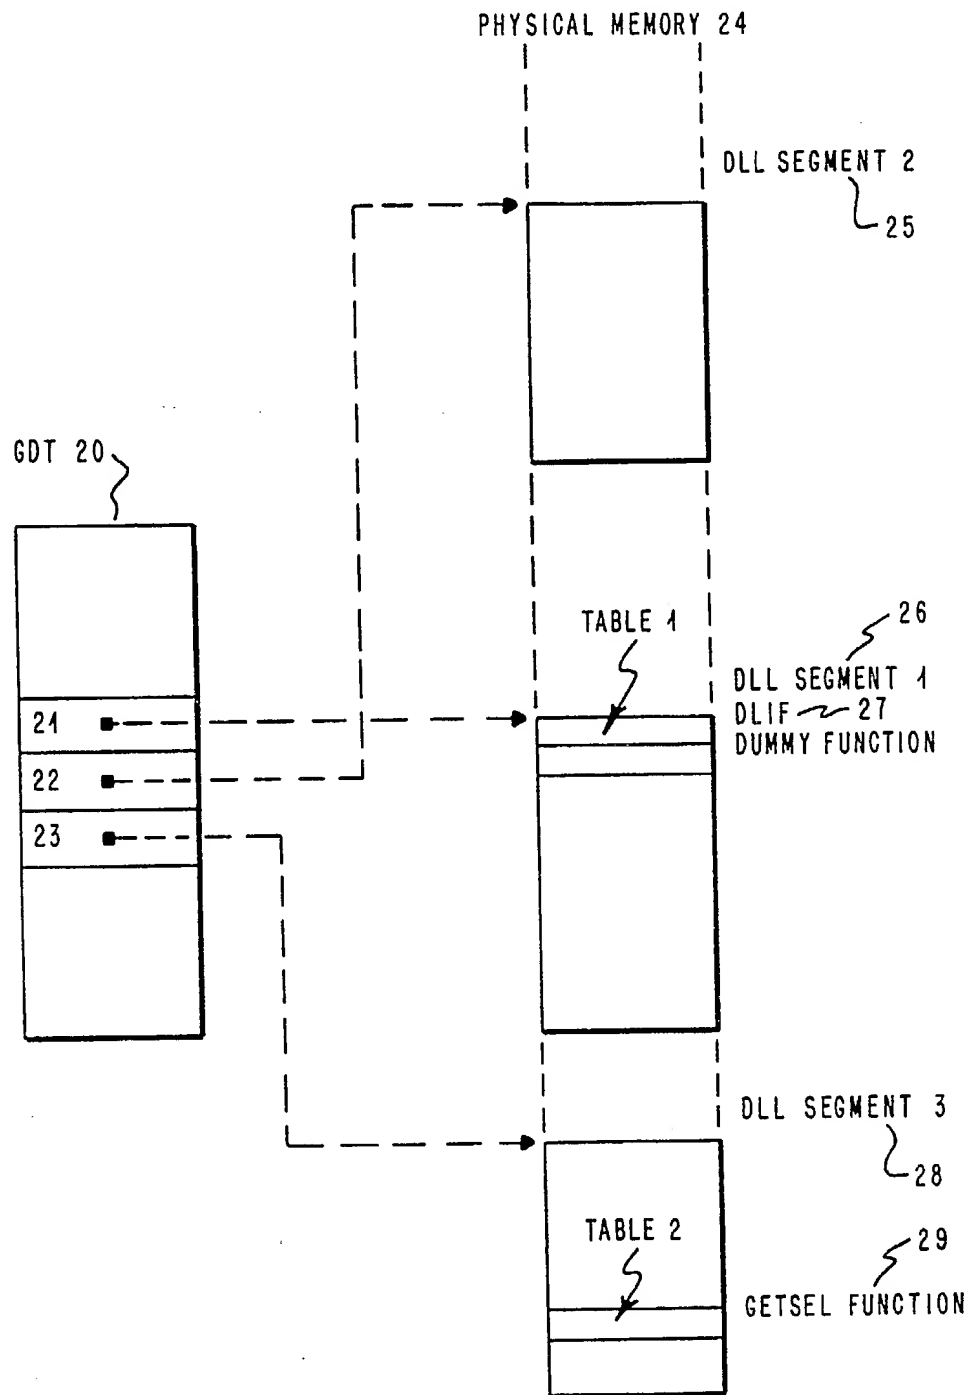 PHYSICAL MEMORY 24
DLL SEGMENT 2
25
GDT 20
TABLE 1
26
DLL SEGMENT 1
DLIF 27
DUMMY FUNCTION
21
22
23
DLL SEGMENT 3
28
TABLE 2
29
GETSEL FUNCTION